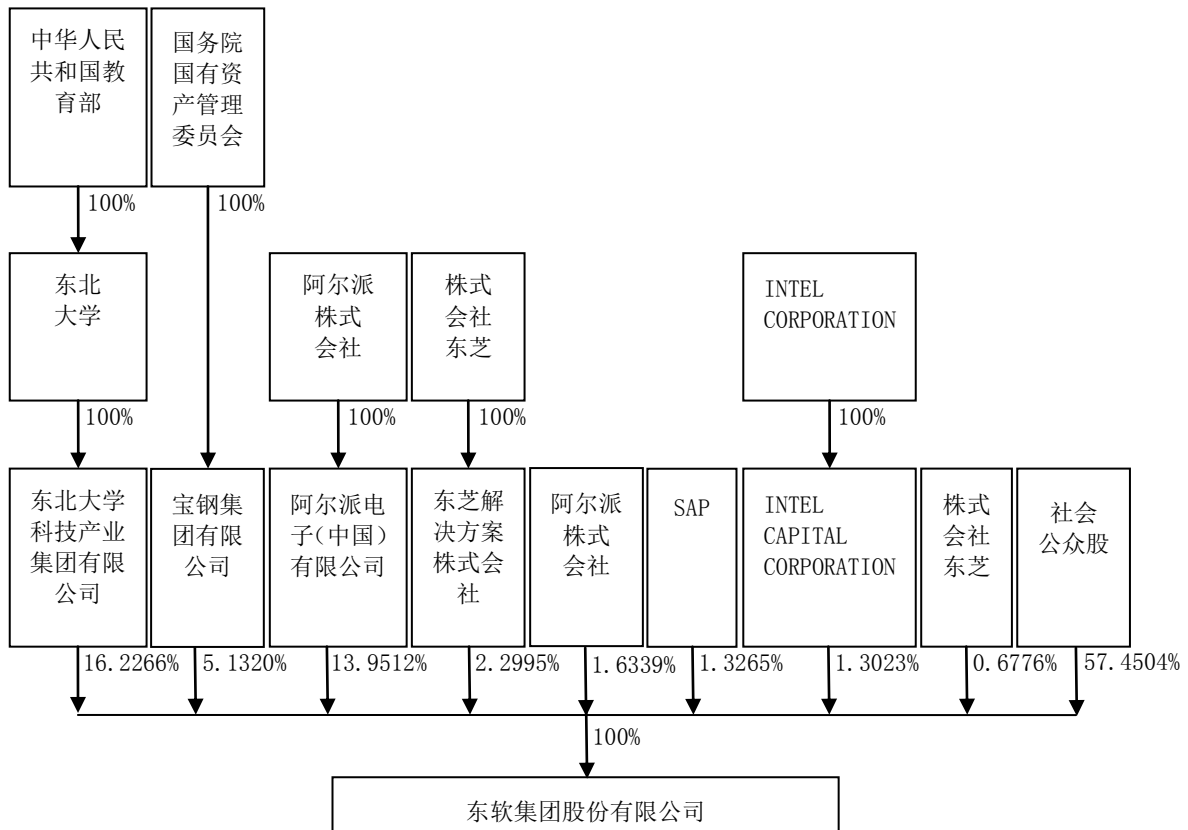 中华人民
共和国教
育部
国务院
国有资
产管理
委员会
100%
100%
东北
大学
阿尔派
株式
会社
株式
会社
东芝
INTEL
CORPORATION
100%
100%
100%
100%
东北大学
科技产业
集团有限
公司
宝钢集
团有限
公司
阿尔派电
子(中国)
有限公司
东芝解
决方案
株式会
社
阿尔派
株式
会社
SAP
INTEL
CAPITAL
CORPORATION
株式
会社
东芝
社会
公众股
16.2266%
5.1320%
13.9512%
2.2995%
1.6339%
1.3265%
1.3023%
0.6776%
57.4504%
100%
东软集团股份有限公司